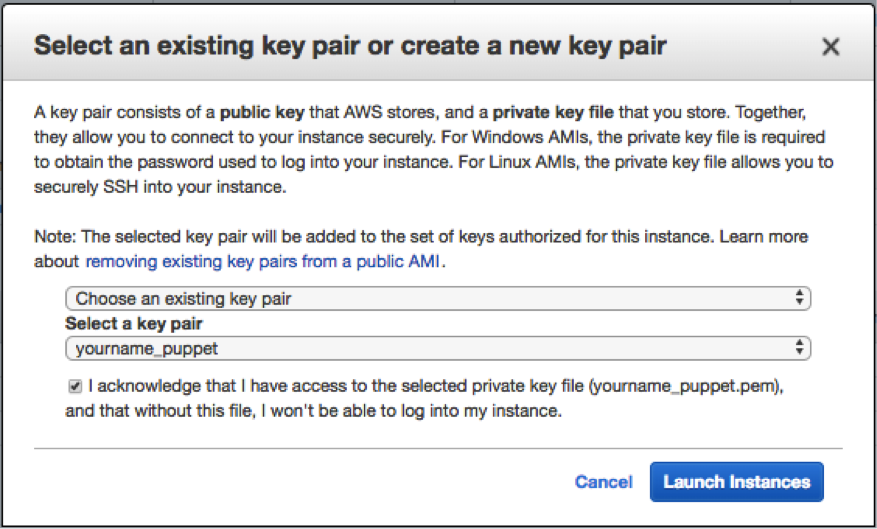 Select an existing key pair or create a new key pair
A key pair consists of a public key that AWS stores, and a private key file that you store. Together,
they allow you to connect to your instance securely. For Windows AMIs, the private key file is required
to obtain the password used to log into your instance. For Linux AMIs, the private key file allows you to
securely SSH into your instance.
Note: The selected key pair will be added to the set of keys authorized for this instance. Learn more
about removing existing key pairs from a public AMI.
Choose an existing key pair
Select a key pair
yourname_puppet
I acknowledge that I have access to the selected private key file (yourname_puppet.pem),
and that without this file, I won't be able to log into my instance.
Cancel Launch Instances